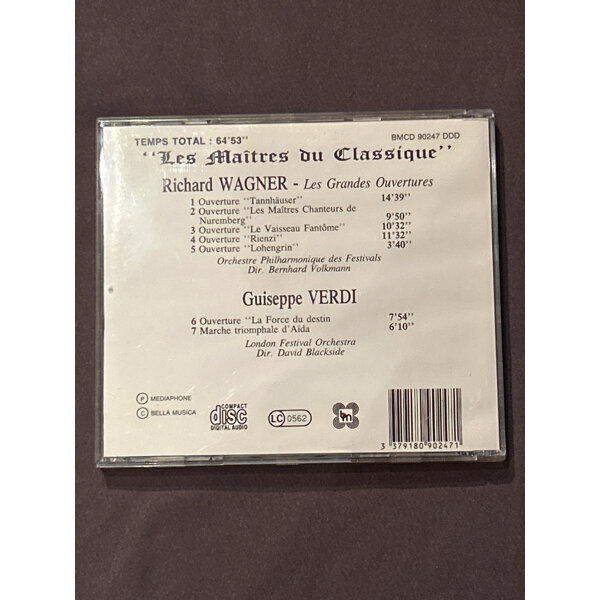 TEMPS TOTAL : 64'53''
BMCD 90247 DDD
''Les Maîtres du Classique''
Richard WAGNER - Les Grandes Ouvertures
1 Ouverture ''Tannhäuser'' 14'39''
2 Ouverture ''Les Maîtres Chanteurs de
Nuremberg'' 9'50''
3 Ouverture ''Le Vaisseau Fantôme'' 10'32''
4 Ouverture ''Rienzi'' 11'32''
5 Ouverture ''Lohengrin'' 3'40''
Orchestre Philharmonique des Festivals
Dir. Bernhard Volkmann
Guiseppe VERDI
6 Ouverture ''La Force du destin 7'54''
7 Marche triomphale d'Aïda 6'10''
London Festival Orchestra
Dir. David Blackside
P MEDIAPHONE
C BELLA MUSICA
COMPACT
disc
DIGITAL AUDIO
LC 0562
bm
3 379180 902471